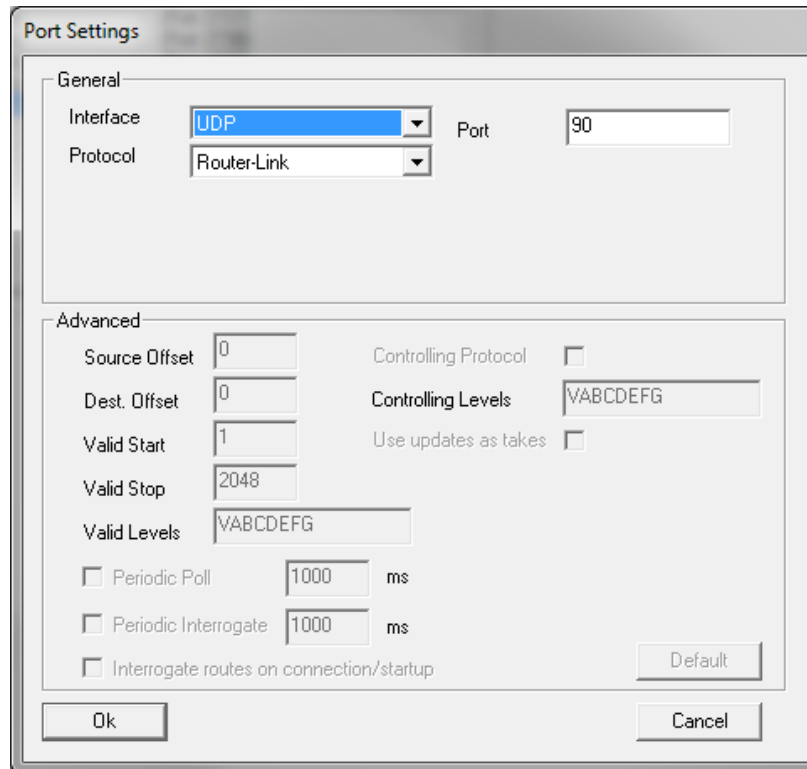 Port Settings
General
Interface UDP Port 90
Protocol Router-Link
Advanced
Source Offset 0 Controlling Protocol
Dest. Offset 0 Controlling Levels VABCDEFG
Valid Start 1 Use updates as takes
Valid Stop 2048
Valid Levels VABCDEFG
Periodic Poll 1000 ms
Periodic Interrogate 1000 ms
Interrogate routes on connection/startup Default
Ok Cancel